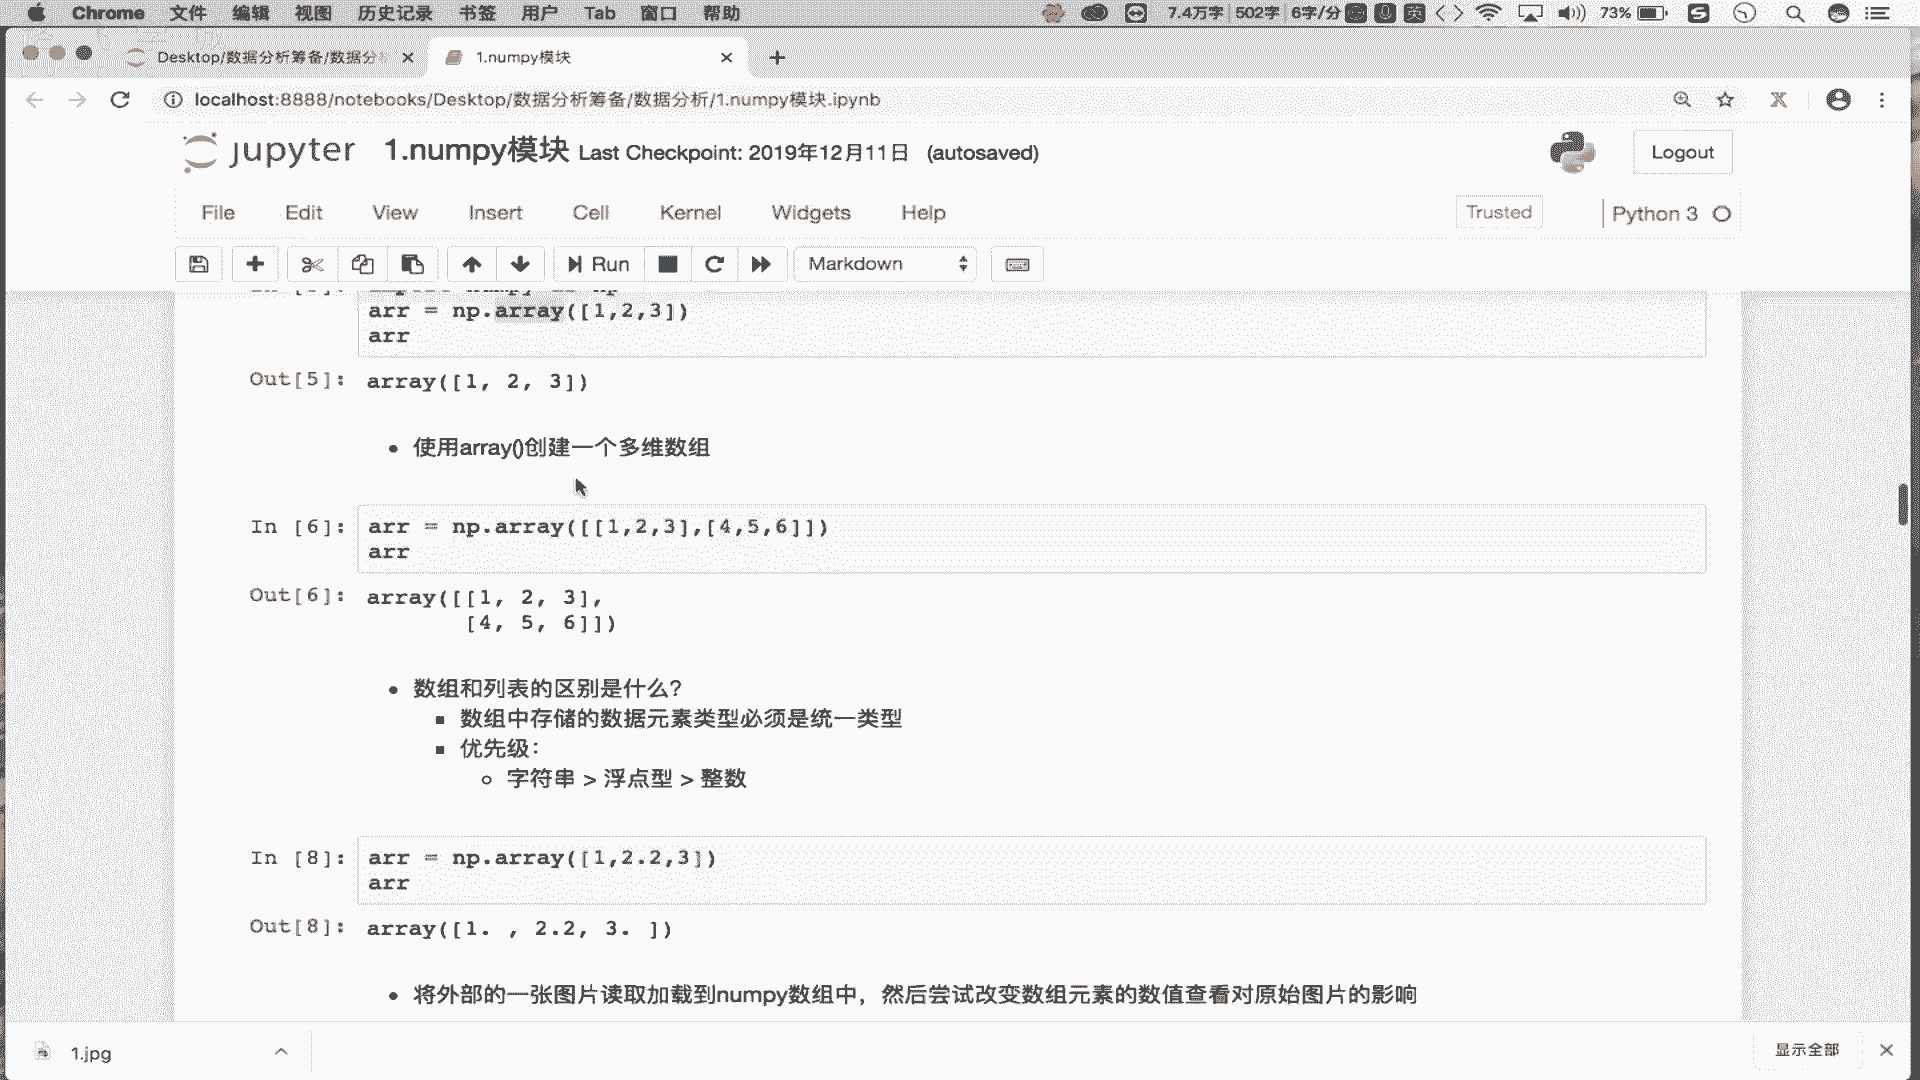 Chrome 文件 编辑 视图 历史记录 书签 用户 Tab 窗口 帮助 7.4万字 502字 6字/分 英 73%
Desktop/数据分析筹备/数据分析 1.numpy模块
localhost:8888/notebooks/Desktop/数据分析筹备/数据分析/1.numpy模块.ipynb
jupyter 1.numpy模块 Last Checkpoint: 2019年12月11日 (autosaved) Logout
File Edit View Insert Cell Kernel Widgets Help Trusted Python 3
Run Markdown
arr = np.array([1,2,3])
arr
Out[5]: array([1, 2, 3])
使用array()创建一个多维数组
In [6]: arr = np.array([[1,2,3],[4,5,6]])
arr
Out[6]: array([[1, 2, 3],
[4, 5, 6]])
数组和列表的区别是什么?
数组中存储的数据元素类型必须是统一类型
优先级:
字符串 > 浮点型 > 整数
In [8]: arr = np.array([1,2.2,3])
arr
Out[8]: array([1. , 2.2, 3. ])
将外部的一张图片读取加载到numpy数组中，然后尝试改变数组元素的数值查看对原始图片的影响
1.jpg 显示全部